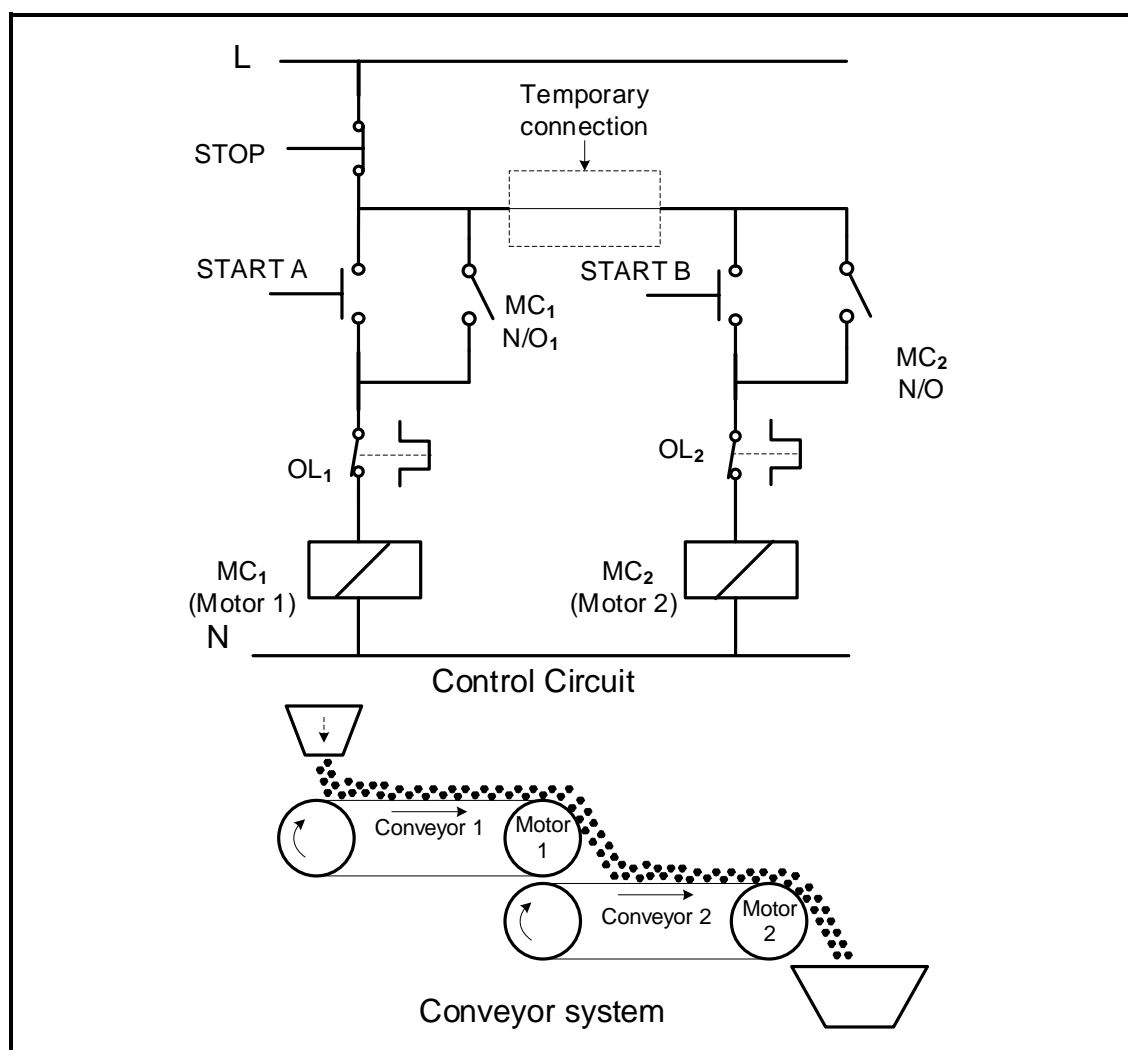 L
Temporary
connection
STOP
START A
START B
MC₁
N/O₁
MC₂
N/O
OL₁
OL₂
MC₁
(Motor 1)
MC₂
(Motor 2)
N
Control Circuit
Conveyor 1
Motor
1
Conveyor 2
Motor
2
Conveyor system